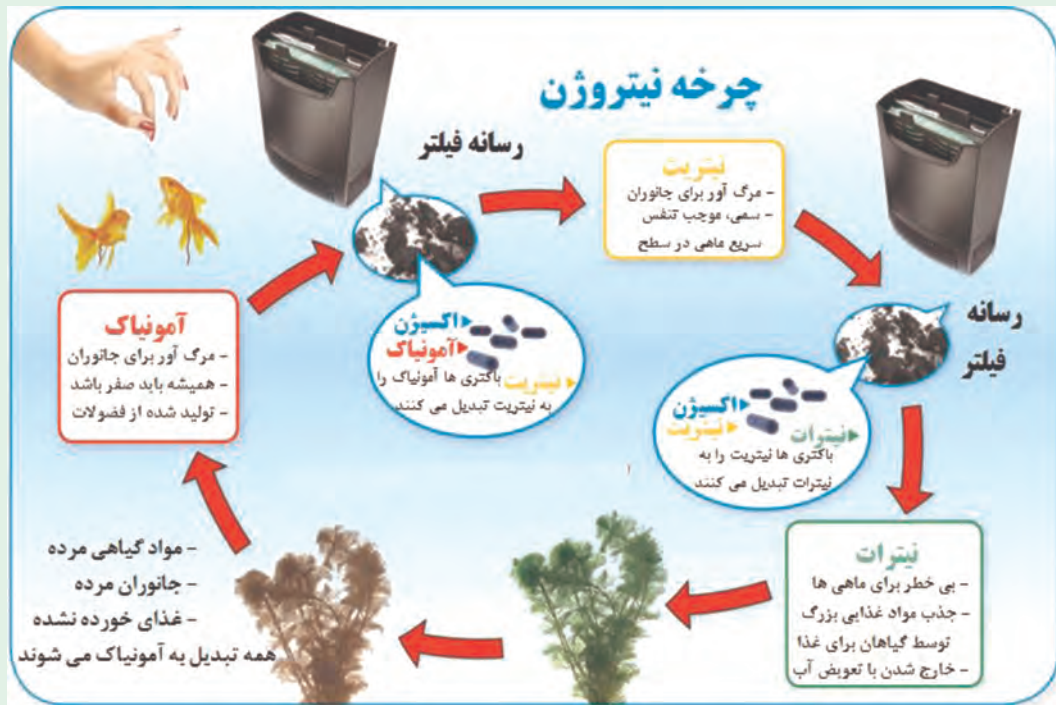 چرخه نیتروژن
رسانه فیلتر
نیتریت
- مرگ آور برای جانوران
- سمی، موجب تنفس
سریع ماهی در سطح
رسانه
فیلتر
آمونیاک
- مرگ آور برای جانوران
- همیشه باید صفر باشد
- تولید شده از فضولات
اکسیژن
آمونیاک
نیتریت
باکتری ها آمونیاک را
به نیتریت تبدیل می کنند
اکسیژن
نیتریت
نیترات
باکتری ها نیتریت را به
نیترات تبدیل می کنند
نیترات
- بی خطر برای ماهی ها
- جذب مواد غذایی بزرگ
توسط گیاهان برای غذا
- خارج شدن با تعویض آب
- مواد گیاهی مرده
- جانوران مرده
- غذای خورده نشده
همه تبدیل به آمونیاک می شوند